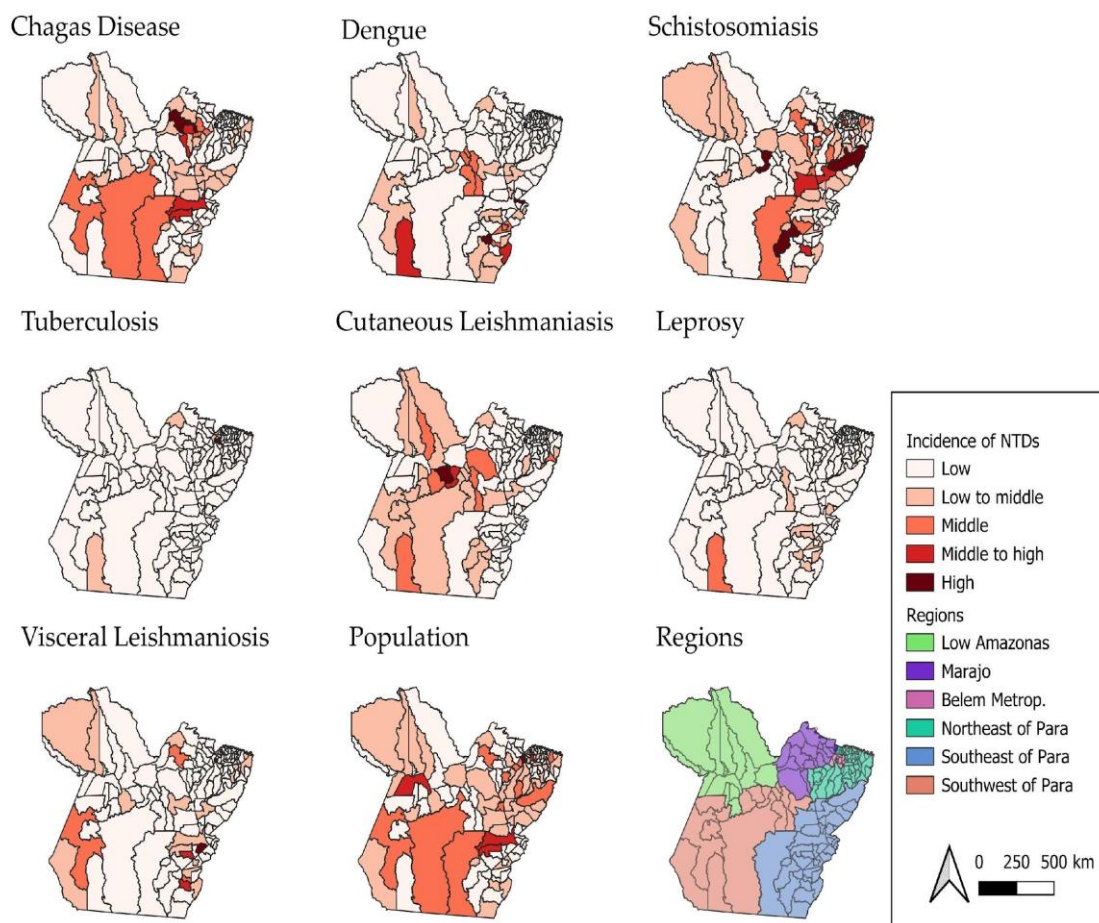 Chagas Disease
Dengue
Schistosomiasis
Tuberculosis
Cutaneous Leishmaniasis
Leprosy
Visceral Leishmaniosis
Population
Regions
Incidence of NTDs
Low
Low to middle
Middle
Middle to high
High
Regions
Low Amazonas
Marajo
Belem Metrop.
Northeast of Para
Southeast of Para
Southwest of Para
0 250 500 km